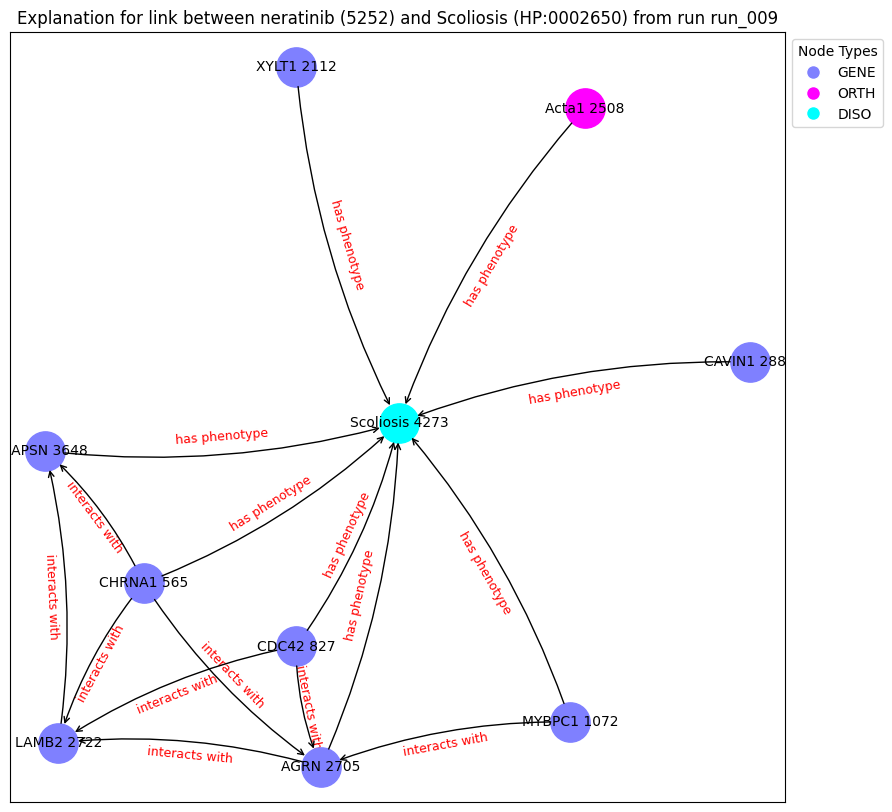 Explanation for link between neratinib (5252) and Scoliosis (HP:0002650) from run run_009
Node Types
GENE
ORTH
DISO
XYLT1 2112
Acta1 2508
has phenotype
has phenotype
CAVIN1 288
has phenotype
Scoliosis 4273
has phenotype
APSN 3648
has phenotype
interacts with
has phenotype
has phenotype
has phenotype
interacts with
CHRNA1 565
interacts with
CDC42 827
interacts with
interacts with
interacts with
MYBPC1 1072
LAMB2 2722
interacts with
interacts with
AGRN 2705